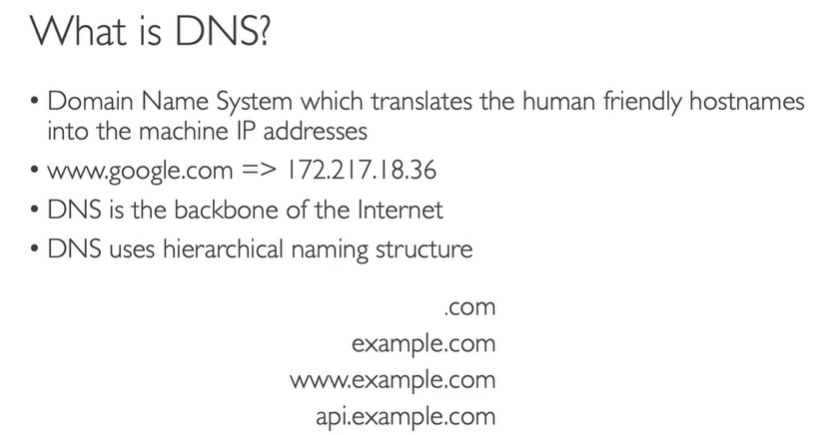 What is DNS?
• Domain Name System which translates the human friendly hostnames
into the machine IP addresses
• www.google.com => 172.217.18.36
• DNS is the backbone of the Internet
• DNS uses hierarchical naming structure
.com
example.com
www.example.com
api.example.com